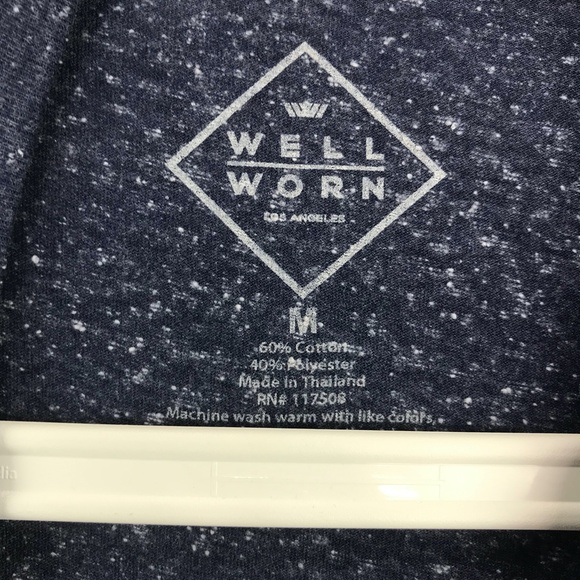 WELL
WORN
LOS ANGELES
M
60% Cotton
40% Polyester
Made In Thailand
RN# 117508
Machine wash warm with like colors,